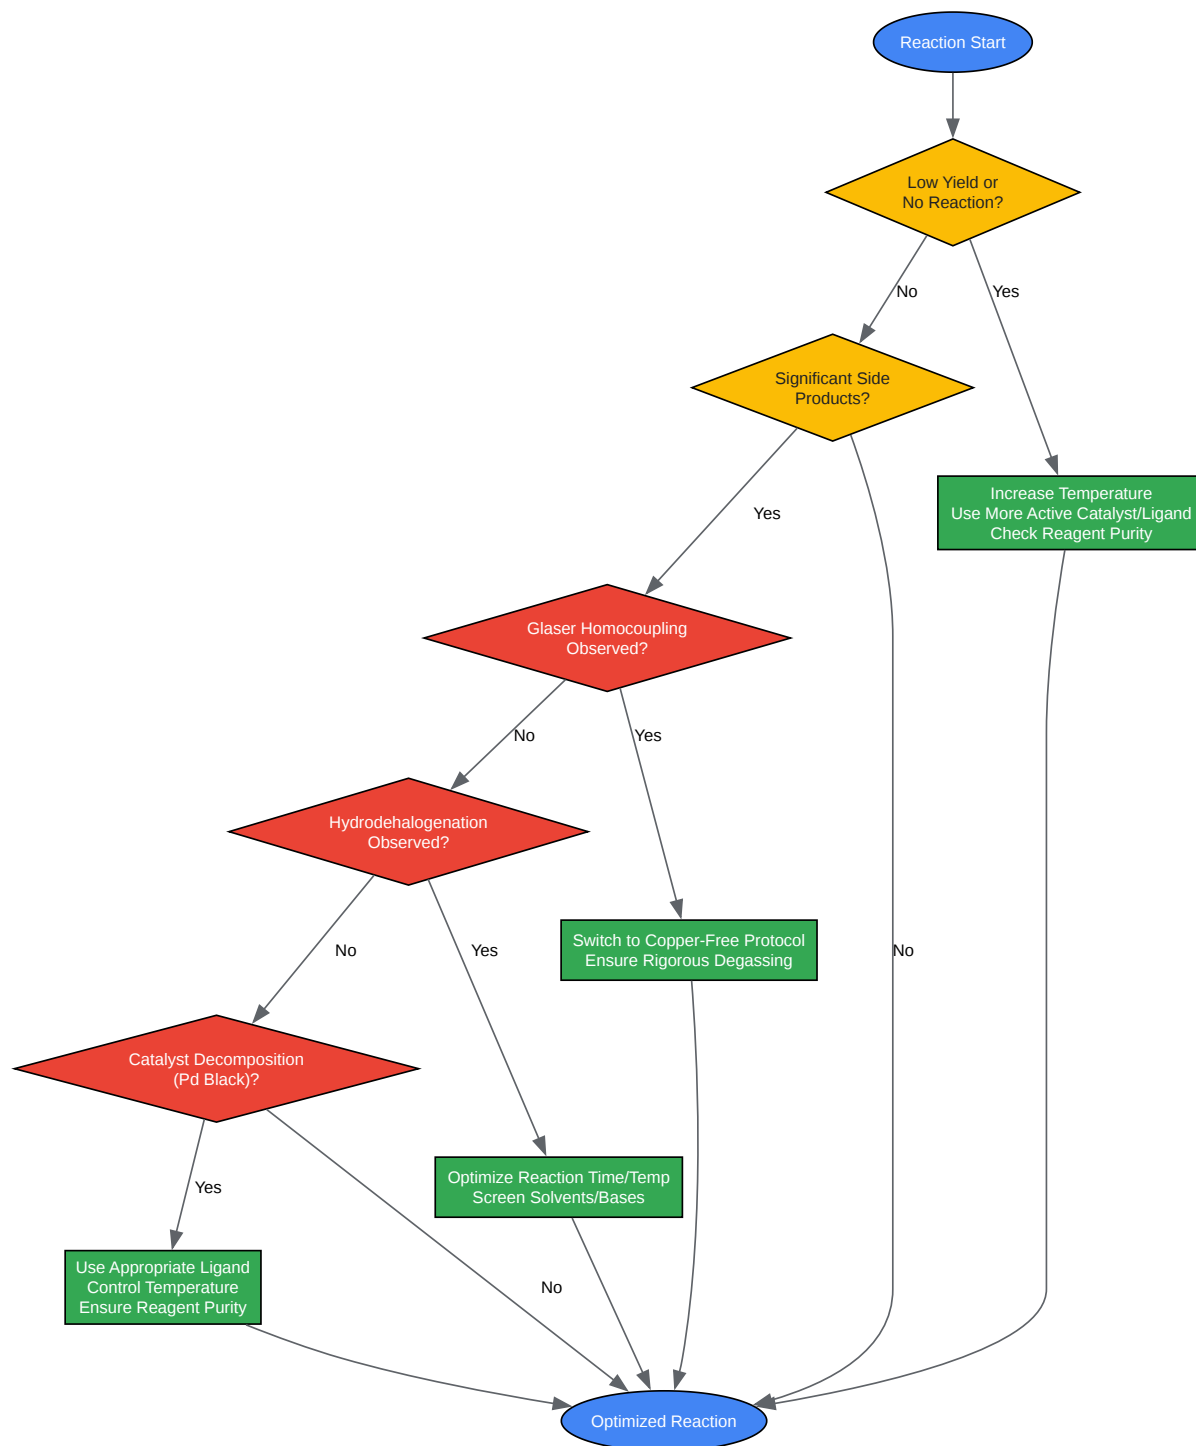 Reaction Start
Low Yield or
No Reaction?
No
Yes
Significant Side
Products?
Increase Temperature
Use More Active Catalyst/Ligand
Check Reagent Purity
Yes
Glaser Homocoupling
Observed?
No
Yes
Hydrodehalogenation
Observed?
Switch to Copper-Free Protocol
Ensure Rigorous Degassing
No
Yes
No
Catalyst Decomposition
(Pd Black)?
Optimize Reaction Time/Temp
Screen Solvents/Bases
Yes
Use Appropriate Ligand
Control Temperature
Ensure Reagent Purity
No
Optimized Reaction